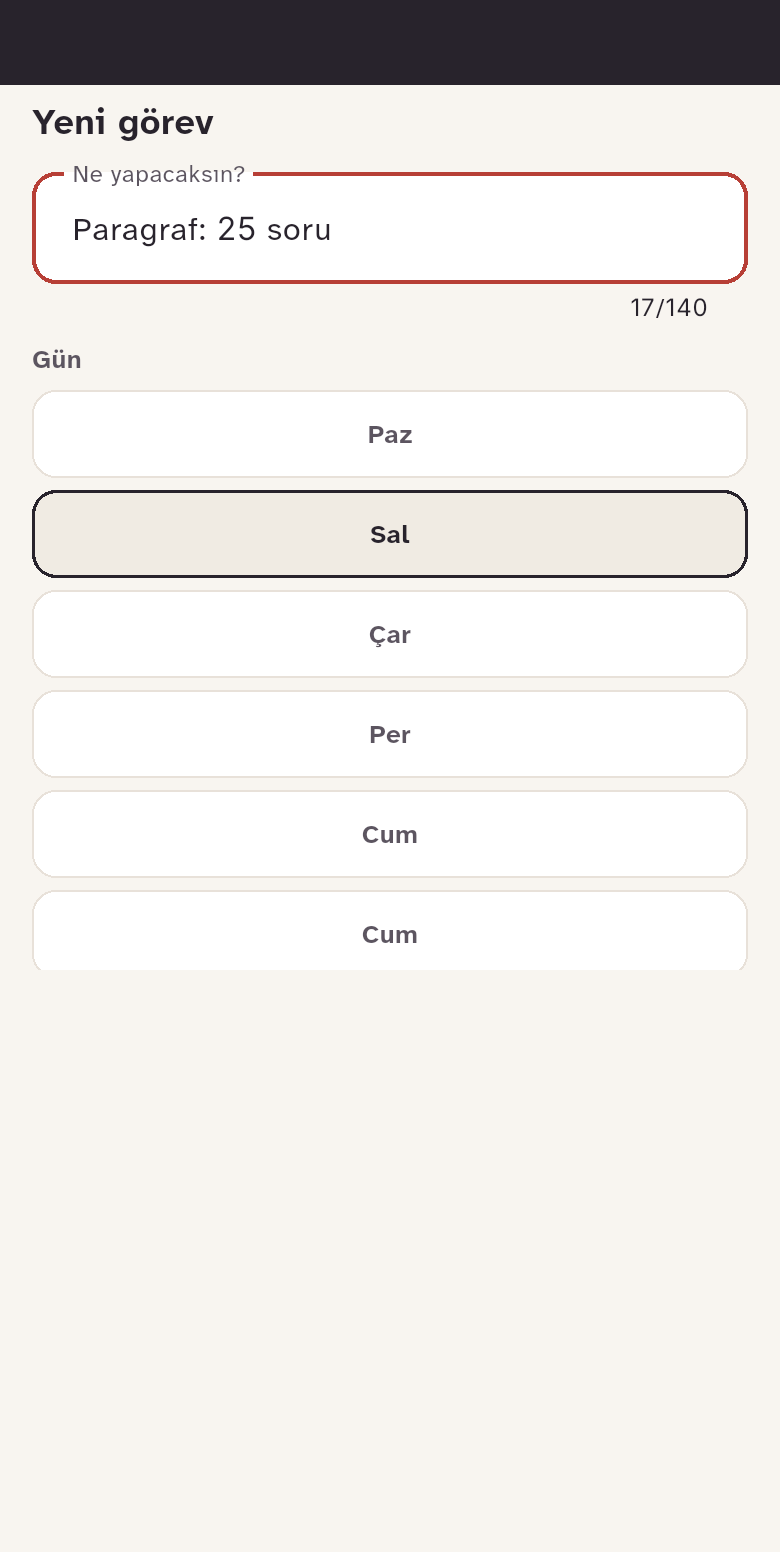 Yeni görev
Ne yapacaksın?
Paragraf: 25 soru
17/140
Gün
Paz
Sal
Çar
Per
Cum
Cum